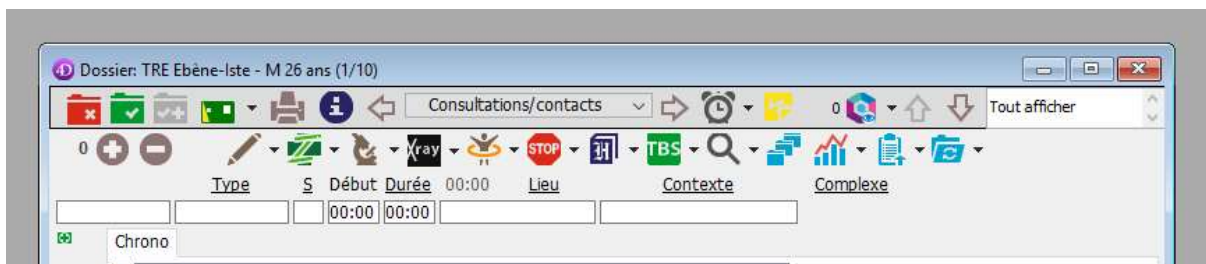 4D Dossier: TRE Ebène-Iste - M 26 ans (1/10)
Consultations/contacts 0 Tout afficher
0 Xray STOP H TBS
Type S Début Durée 00:00 Lieu Contexte Complexe
00:00 00:00
Chrono